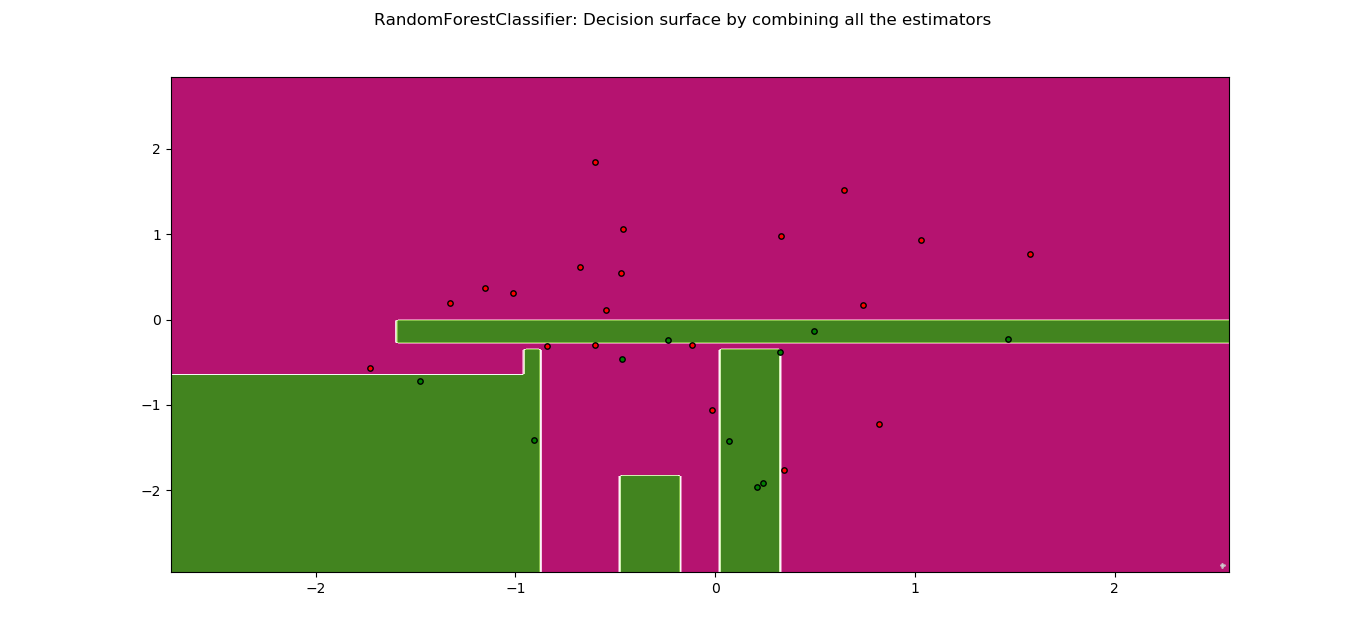 RandomForestClassifier: Decision surface by combining all the estimators
2
1
0
−1
−2
−2 −1 0 1 2